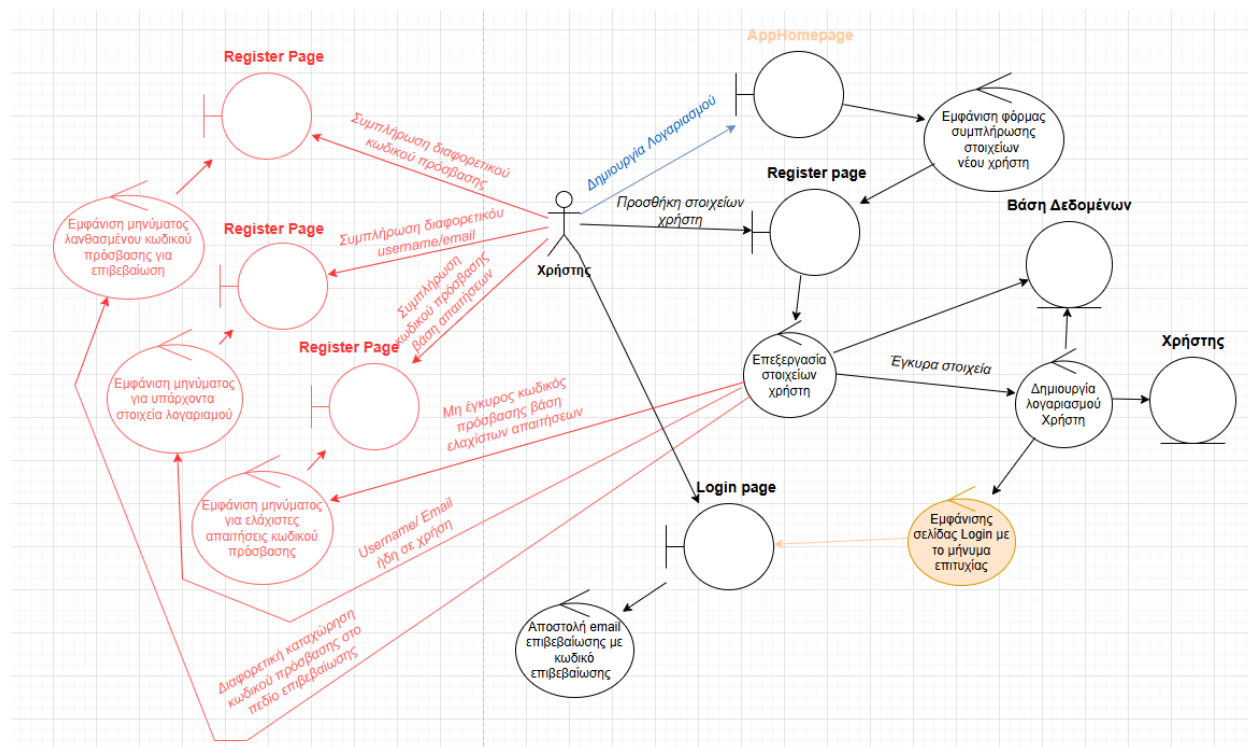 AppHomepage
Register Page
Συμπλήρωση διαφορετικού
κωδικού πρόσβασης
Δημιουργία Λογαριασμού
Εμφάνιση φόρμας
συμπλήρωσης
στοιχείων
νέου χρήστη
Register page
Προσθήκη στοιχείων
χρήστη
Βάση Δεδομένων
Εμφάνιση μηνύματος
λανθασμένου κωδικού
πρόσβασης για
επιβεβαίωση
Register Page
Συμπλήρωση διαφορετικόυ
username/email
Χρήστης
Συμπλήρωση
κωδικού πρόσβασης
βάση απαιτήσεων
Register Page
Εμφάνιση μηνύματος
για υπάρχοντα
στοιχεία λογαριαμού
Επεξεργασία
στοιχείων
χρήστη
Έγκυρα στοιχεία
Χρήστης
Δημιουργία
λογαριασμού
Χρήστη
Μη έγκυρος κωδικός
πρόσβασης βάση
ελαχίστων απαιτήσεων
Login page
Εμφάνιση μηνύματος
για ελάχιστες
απαιτήσεις κωδικού
πρόσβασης
Username/ Email
ήδη σε χρήση
Εμφάνισης
σελίδας Login με
το μήνυμα
επιτυχίας
Αποστολή email
επιβεβαίωσης με
κωδικό
επιβεβαίωσης
Διαφορετική καταχώρηση
κωδικού πρόσβασης στο
πεδίο επιβεβαίωσης